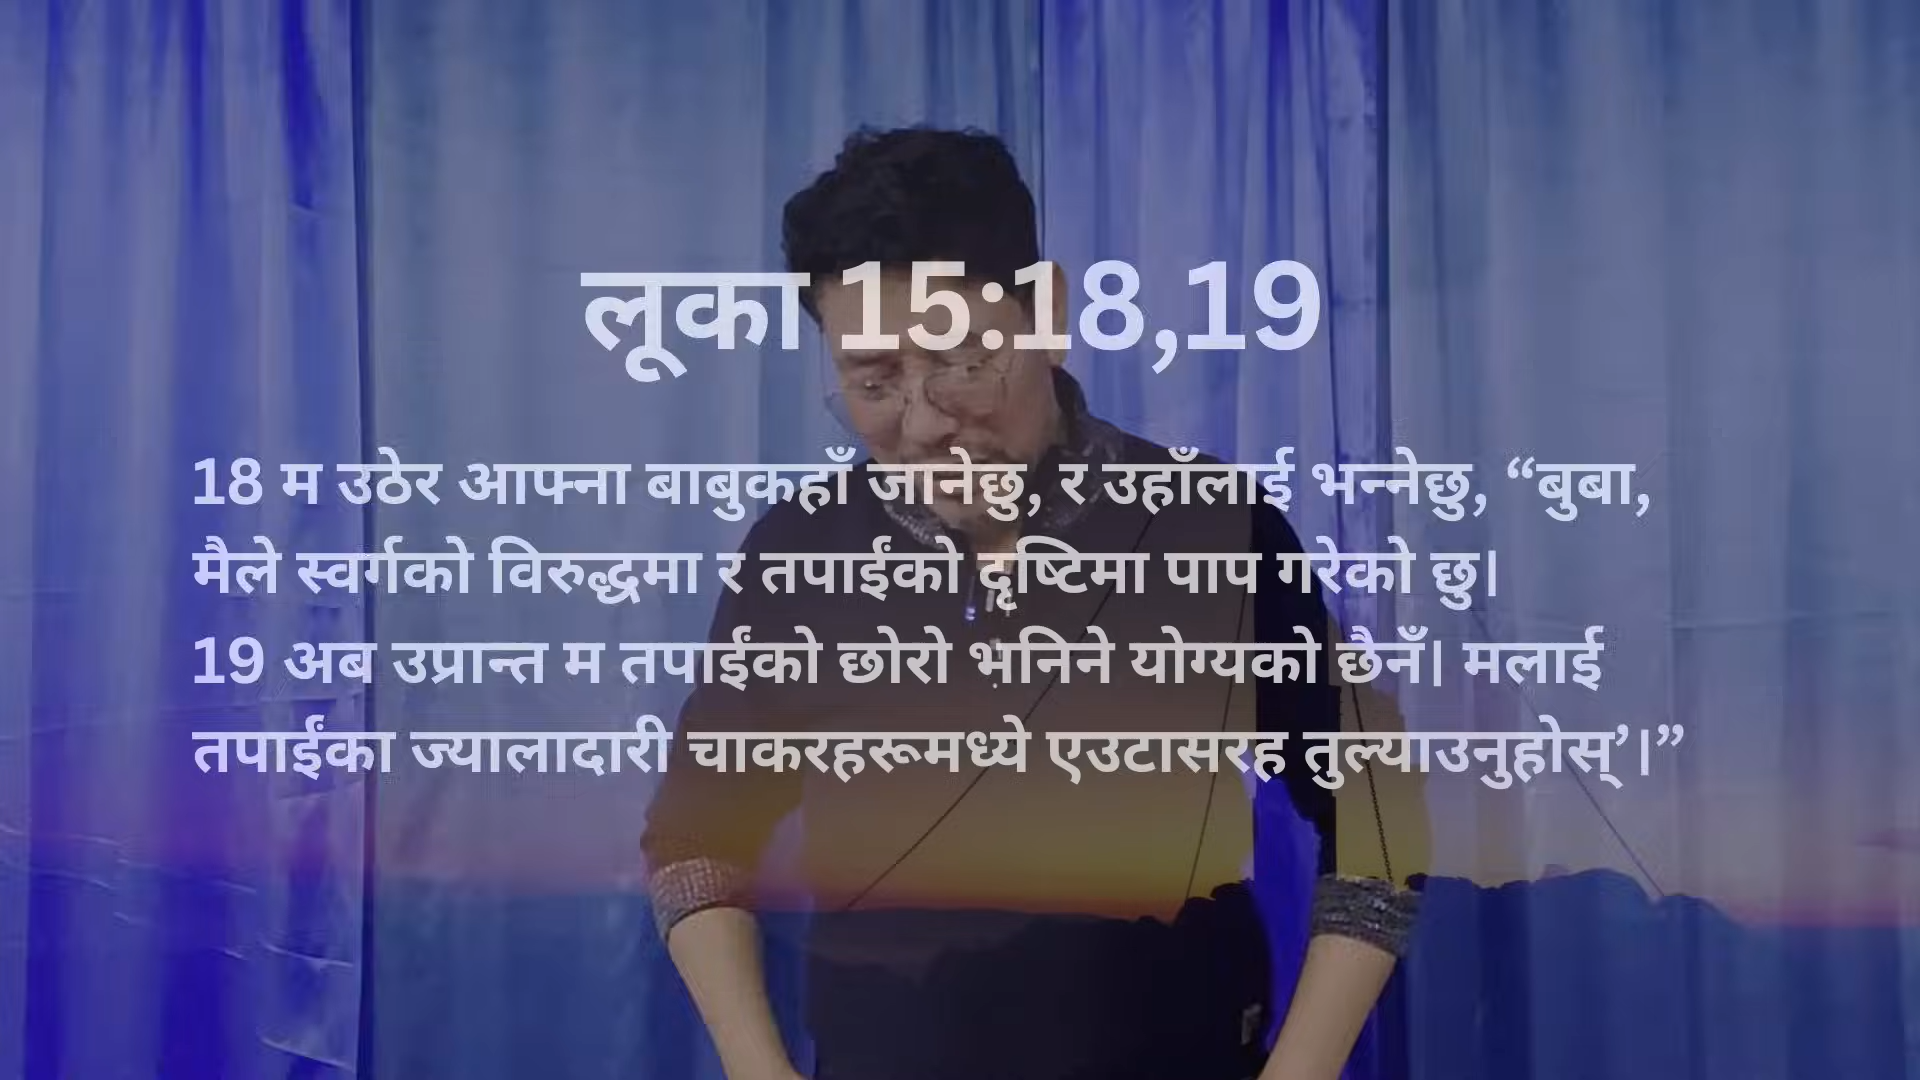 लूका 15:18,19
18 म उठेर आफ्ना बाबुकहाँ जानेछु, र उहाँलाई भन्नेछु, “बुबा,
मैले स्वर्गको विरुद्धमा र तपाईंको दृष्टिमा पाप गरेको छु|
19 अब उप्रान्त म तपाईंको छोरो भनिने योग्यको छैनँ| मलाई
तपाईंका ज्यालादारी चाकरहरूमध्ये एउटासरह तुल्याउनुहोस्’|”